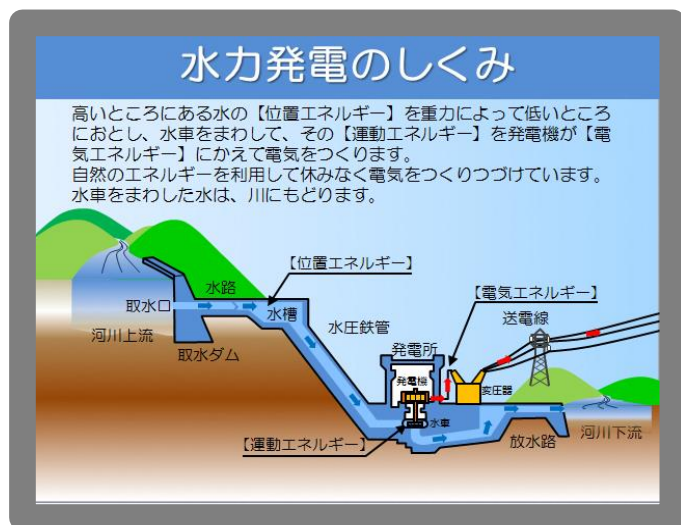 水力発電のしくみ
高いところにある水の【位置エネルギー】を重力によって低いところ
におとし、水車をまわして、その【運動エネルギー】を発電機が【電
気エネルギー】にかえて電気をつくります。
自然のエネルギーを利用して休みなく電気をつくりつづけています。
水車をまわした水は、川にもどります。
【位置エネルギー】
水路
【電気エネルギー】
取水口
水槽
送電線
水圧鉄管
河川上流
発電所
取水ダム
発電機
変圧器
水車
河川下流
【運動エネルギー】
放水路